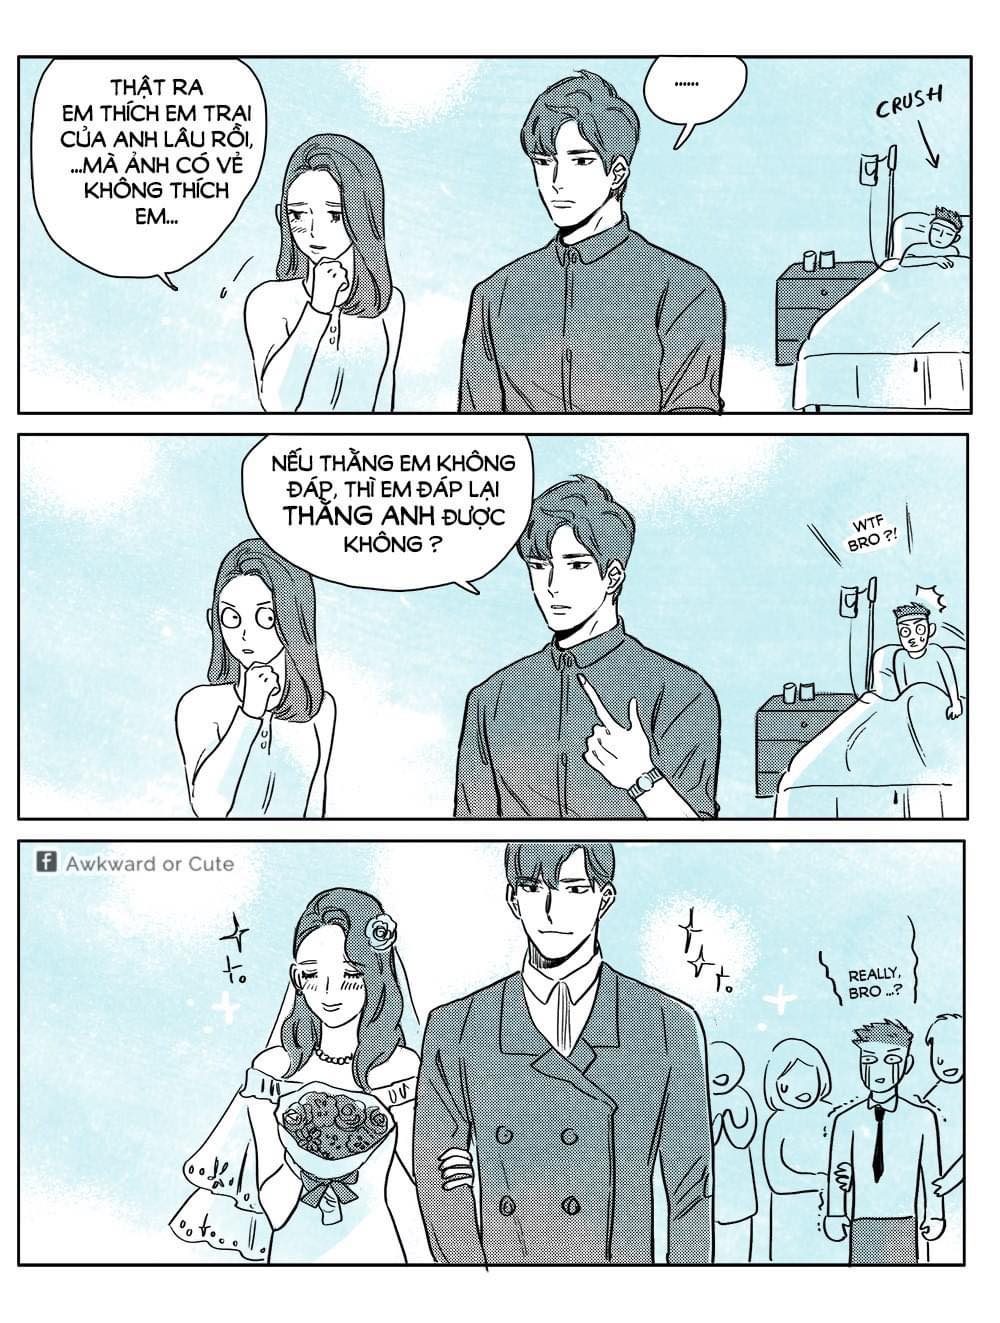 THẬT RA
EM THÍCH EM TRAI
CỦA ANH LÂU RỒI,
...MÀ ẢNH CÓ VẺ
KHÔNG THÍCH
EM...
......
CRUSH
NẾU THẰNG EM KHÔNG
ĐÁP, THÌ EM ĐÁP LẠI
THẰNG ANH ĐƯỢC
KHÔNG ?
WTF
BRO ?!
f Awkward or Cute
REALLY,
BRO ...?